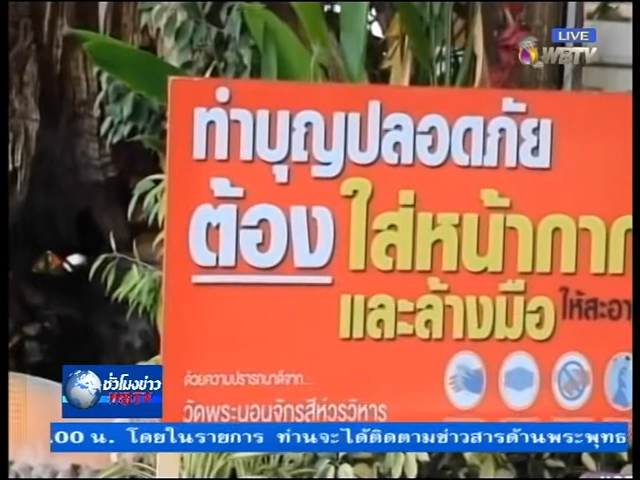 LIVE
WBTV
ทำบุญปลอดภัย
ต้อง ใส่หน้ากาก
และล้างมือ ให้สะอา
ด้วยความปรารถนาดีจาก...
วัดพระนอนจักรสีห์วรวิหาร
ชั่วโมงข่าว
WBTV
.00 น. โดยในรายการ ท่านจะได้ติดตามข่าวสารด้านพระพุทธ